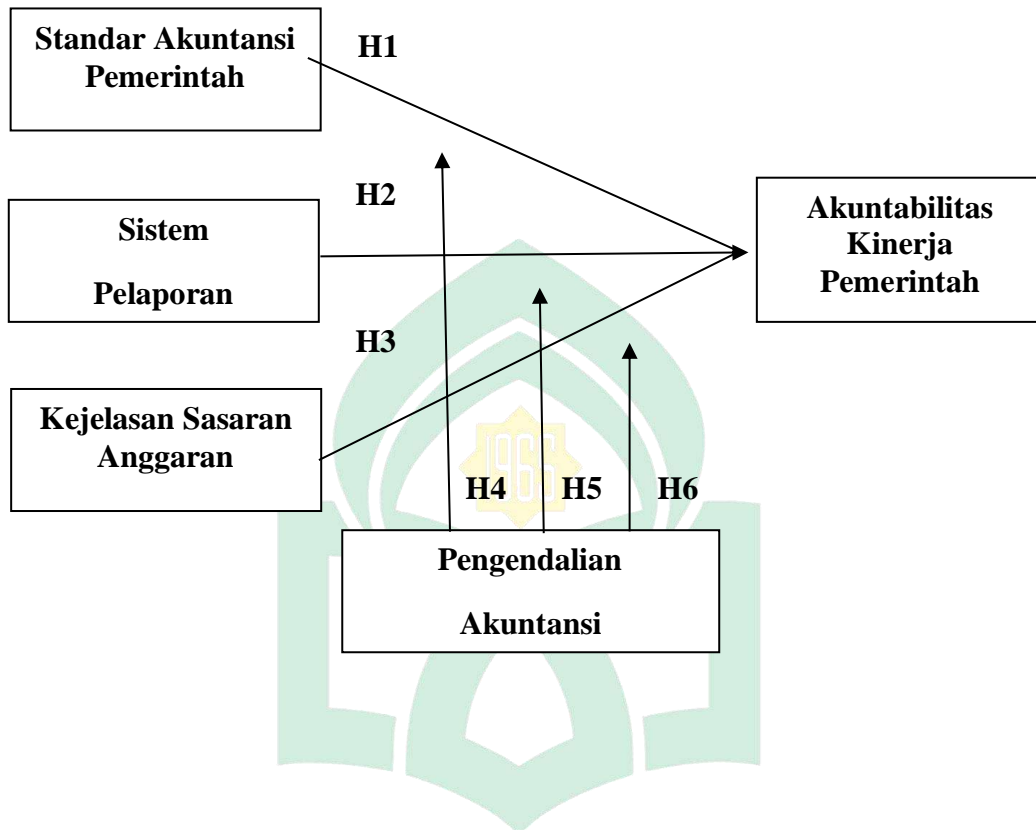 Standar Akuntansi
Pemerintah
H1
Sistem
Pelaporan
H2
Kejelasan Sasaran
Anggaran
H3
Akuntabilitas
Kinerja
Pemerintah
H4
H5
H6
Pengendalian
Akuntansi
1965